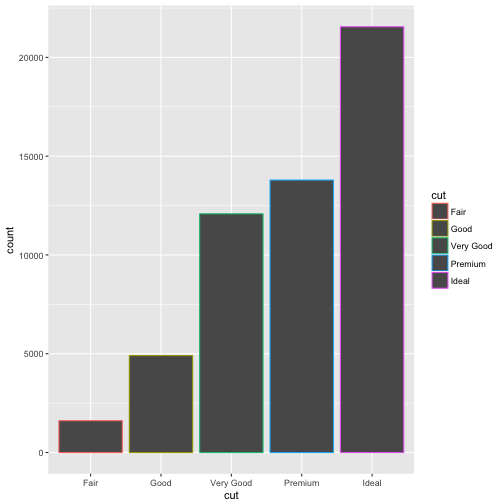 20000
15000
10000
5000
0
count
Fair
Good
Very Good
Premium
Ideal
cut
cut
Fair
Good
Very Good
Premium
Ideal